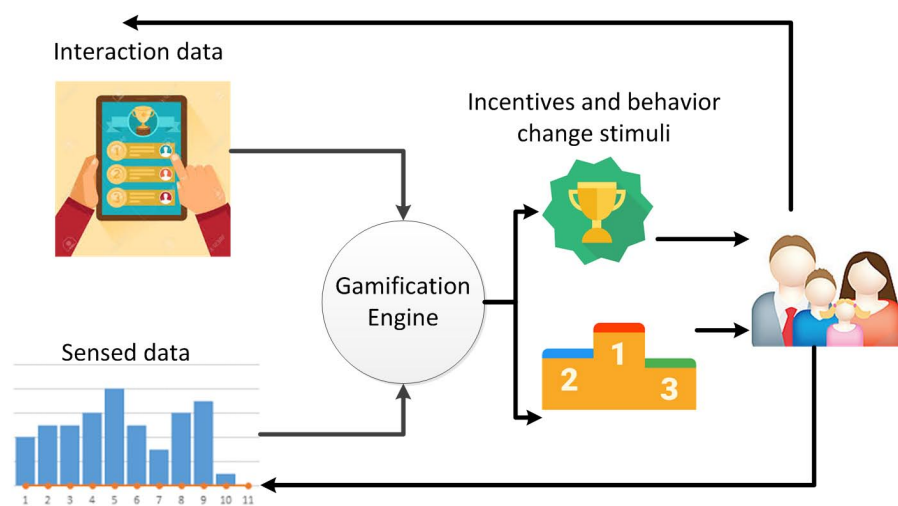 Interaction data
1
2
3
Incentives and behavior
change stimuli
Gamification
Engine
2 1 3
Sensed data
1 2 3 4 5 6 7 8 9 10 11